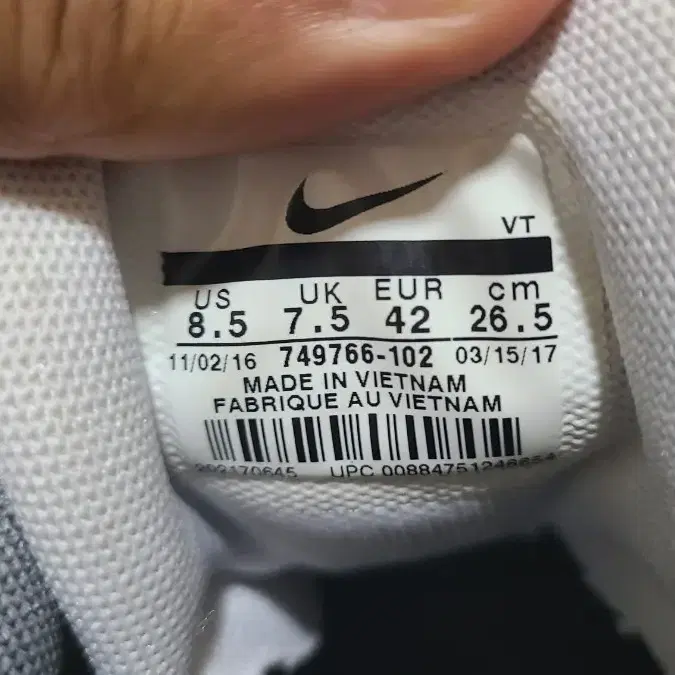 VT
US UK EUR cm
8.5 7.5 42 26.5
11/02/16 749766-102 03/15/17
MADE IN VIETNAM
FABRIQUE AU VIETNAM
UPC